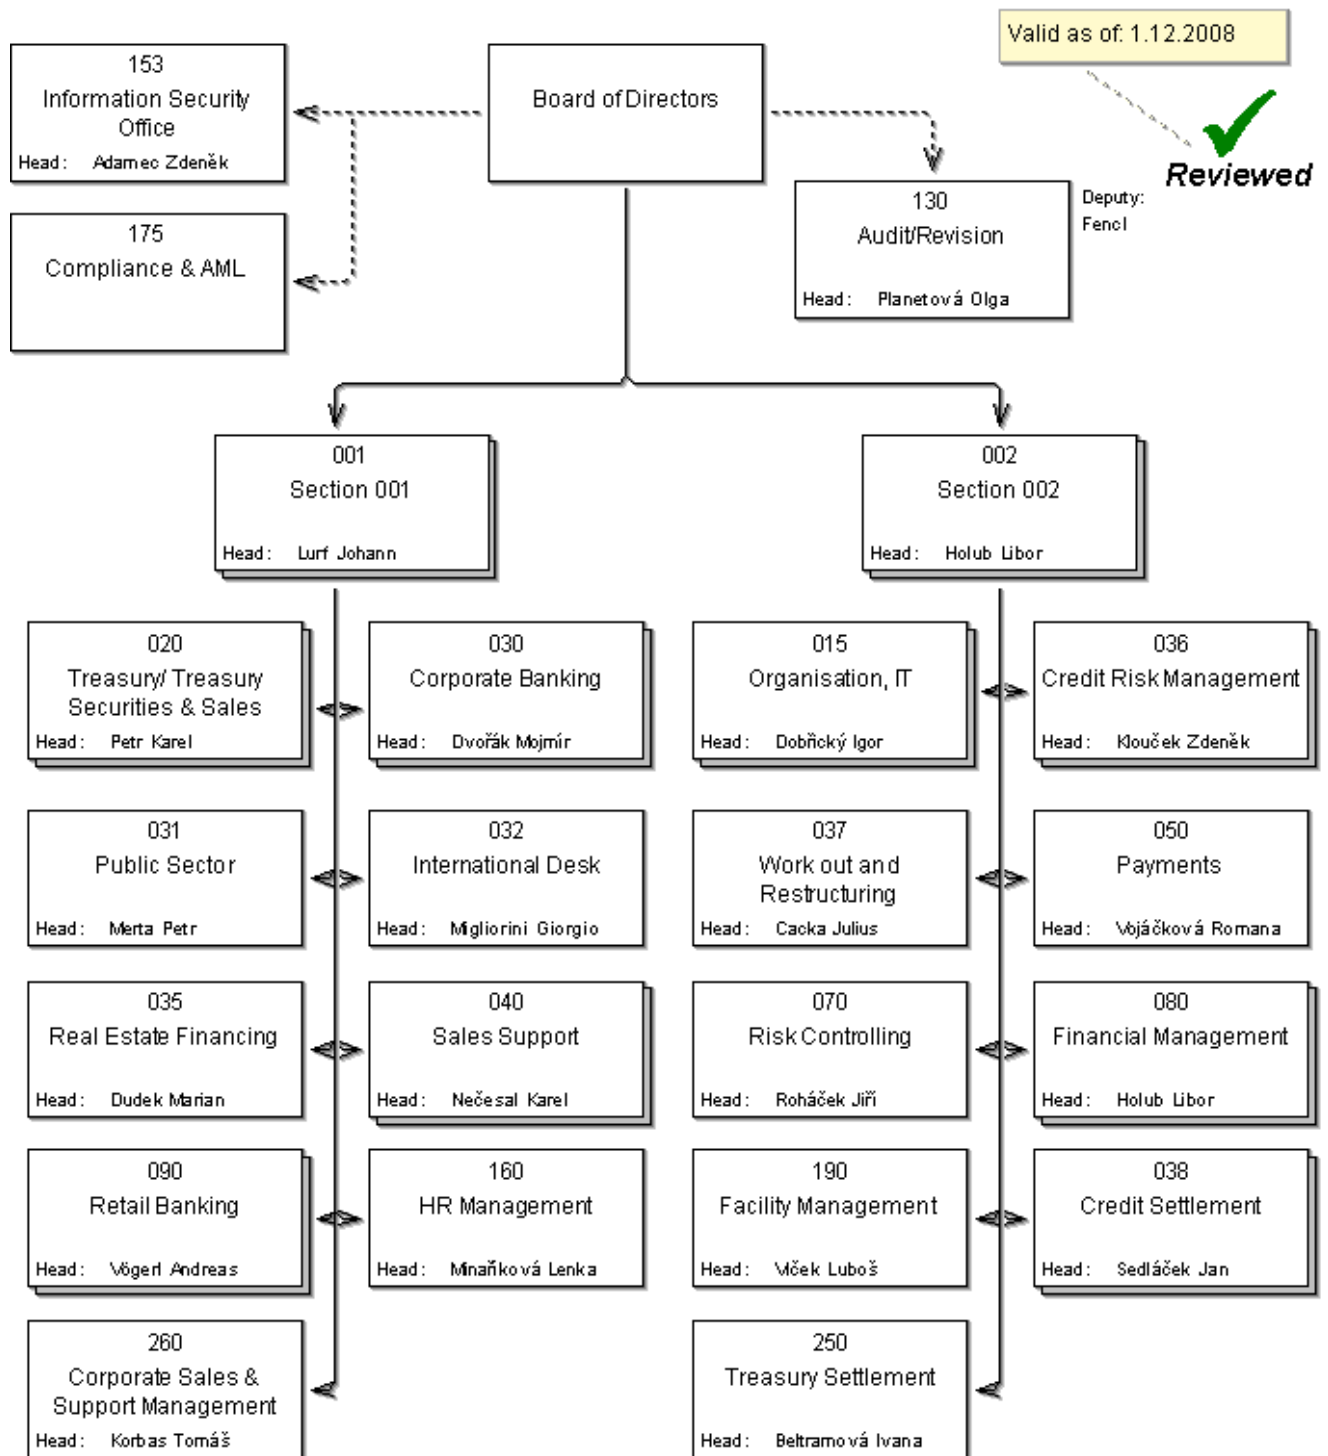 Valid as of: 1.12.2008
Reviewed
153
Information Security
Office
Head: Adamec Zdeněk
Board of Directors
175
Compliance & AML
130
Audit/Revision
Head: Planetová Olga
Deputy:
Fencl
001
Section 001
Head: Lurf Johann
002
Section 002
Head: Holub Libor
020
Treasury/ Treasury
Securities & Sales
Head: Petr Karel
030
Corporate Banking
Head: Dvořák Mojmír
015
Organisation, IT
Head: Dobřický Igor
036
Credit Risk Management
Head: Klouček Zdeněk
031
Public Sector
Head: Merta Petr
032
International Desk
Head: Migliorini Giorgio
037
Work out and
Restructuring
Head: Cacka Julius
050
Payments
Head: Vojáčková Romana
035
Real Estate Financing
Head: Dudek Marian
040
Sales Support
Head: Nečesal Karel
070
Risk Controlling
Head: Roháček Jiří
080
Financial Management
Head: Holub Libor
090
Retail Banking
Head: Vögerl Andreas
160
HR Management
Head: Minaříková Lenka
190
Facility Management
Head: Vlček Luboš
038
Credit Settlement
Head: Sedláček Jan
260
Corporate Sales &
Support Management
Head: Korbas Tomáš
250
Treasury Settlement
Head: Beltramová Ivana